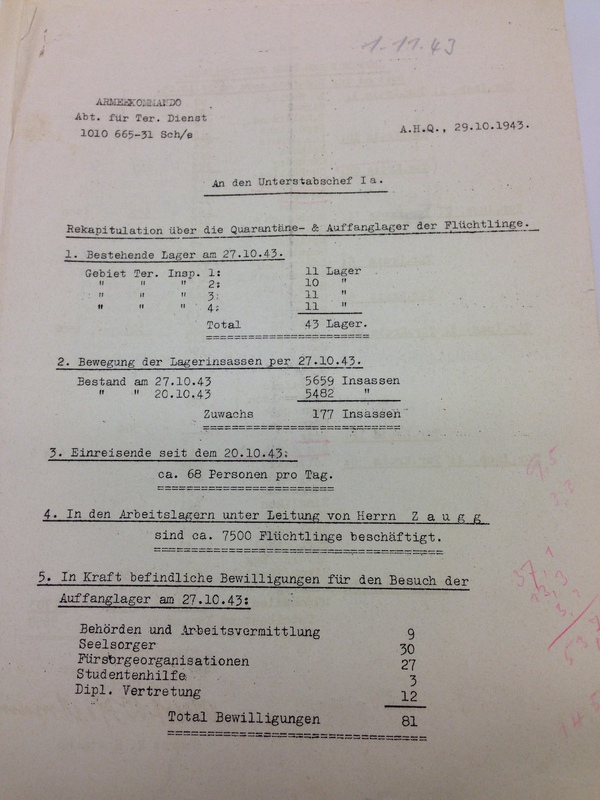 1.11.43
ARMEEKOMMANDO
Abt. für Ter. Dienst
1010 665-31 Sch/e
A.H.Q., 29.10.1943.
An den Unterstabschef Ia.
Rekapitulation über die Quarantäne- & Auffanglager der Flüchtlinge.
1. Bestehende Lager am 27.10.43.
Gebiet Ter. Insp. 1: 11 Lager
" " " 2: 10 "
" " " 3: 11 "
" " " 4: 11 "
Total 43 Lager.
2. Bewegung der Lagerinsassen per 27.10.43.
Bestand am 27.10.43 5659 Insassen
" " 20.10.43 5482 "
Zuwachs 177 Insassen
3. Einreisende seit dem 20.10.43:
ca. 68 Personen pro Tag.
4. In den Arbeitslagern unter Leitung von Herrn Z a u g g
sind ca. 7500 Flüchtlinge beschäftigt.
5. In Kraft befindliche Bewilligungen für den Besuch der
Auffanglager am 27.10.43:
Behörden und Arbeitsvermittlung 9
Seelsorger 30
Fürsorgeorganisationen 27
Studentenhilfe 3
Dipl. Vertretung 12
Total Bewilligungen 81